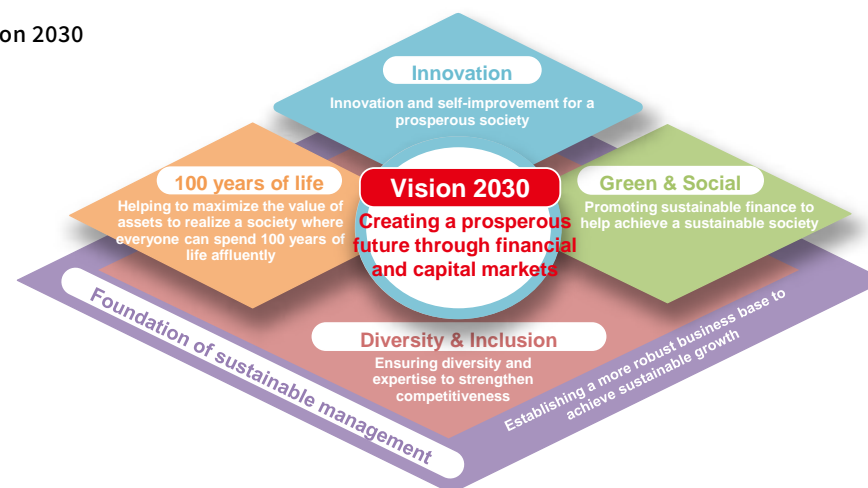 on 2030
Innovation
Innovation and self-improvement for a
prosperous society
100 years of life
Helping to maximize the value of
assets to realize a society where
everyone can spend 100 years of
life affluently
Vision 2030
Creating a prosperous
future through financial
and capital markets
Green & Social
Promoting sustainable finance to
help achieve a sustainable society
Diversity & Inclusion
Ensuring diversity and
expertise to strengthen
competitiveness
Foundation of sustainable management
Establishing a more robust business base to
achieve sustainable growth